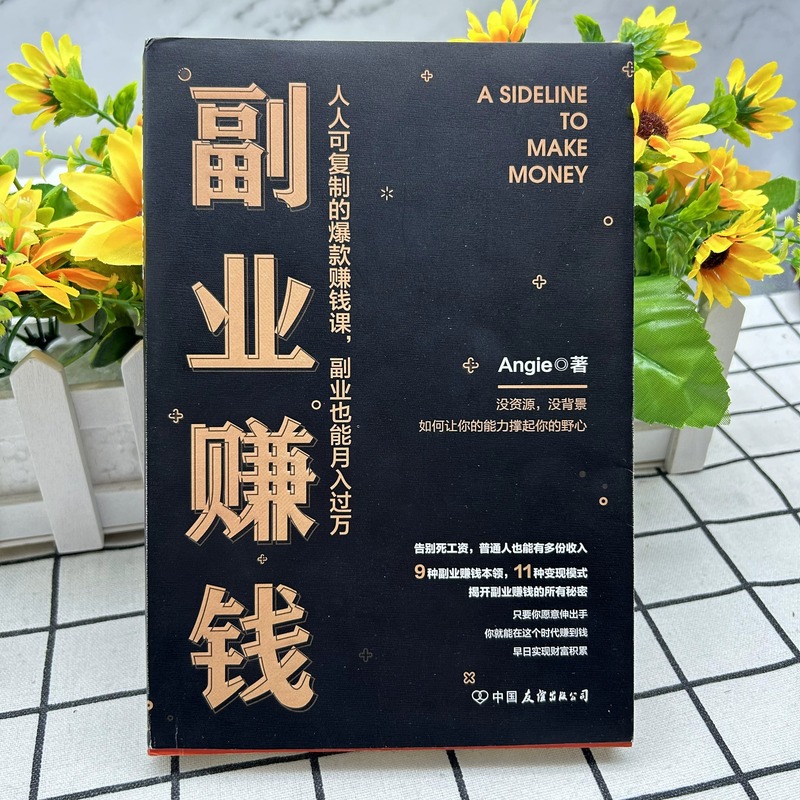 副业赚钱
人人可复制的爆款赚钱课，副业也能月入过万
A SIDELINE
TO
MAKE
MONEY
Angie◎著
没资源，没背景
如何让你的能力撑起你的野心
告别死工资，普通人也能有多份收入
9种副业赚钱本领，11种变现模式
揭开副业赚钱的所有秘密
只要你愿意伸出手
你就能在这个时代赚到钱
早日实现财富积累
中国友谊出版公司